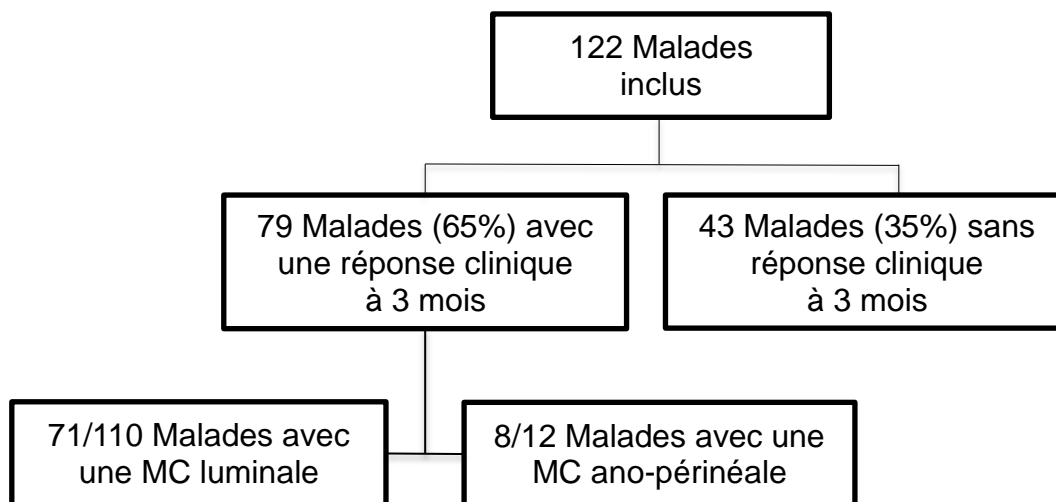 122 Malades
inclus
79 Malades (65%) avec
une réponse clinique
à 3 mois
43 Malades (35%) sans
réponse clinique
à 3 mois
71/110 Malades avec
une MC luminale
8/12 Malades avec une
MC ano-périnéale